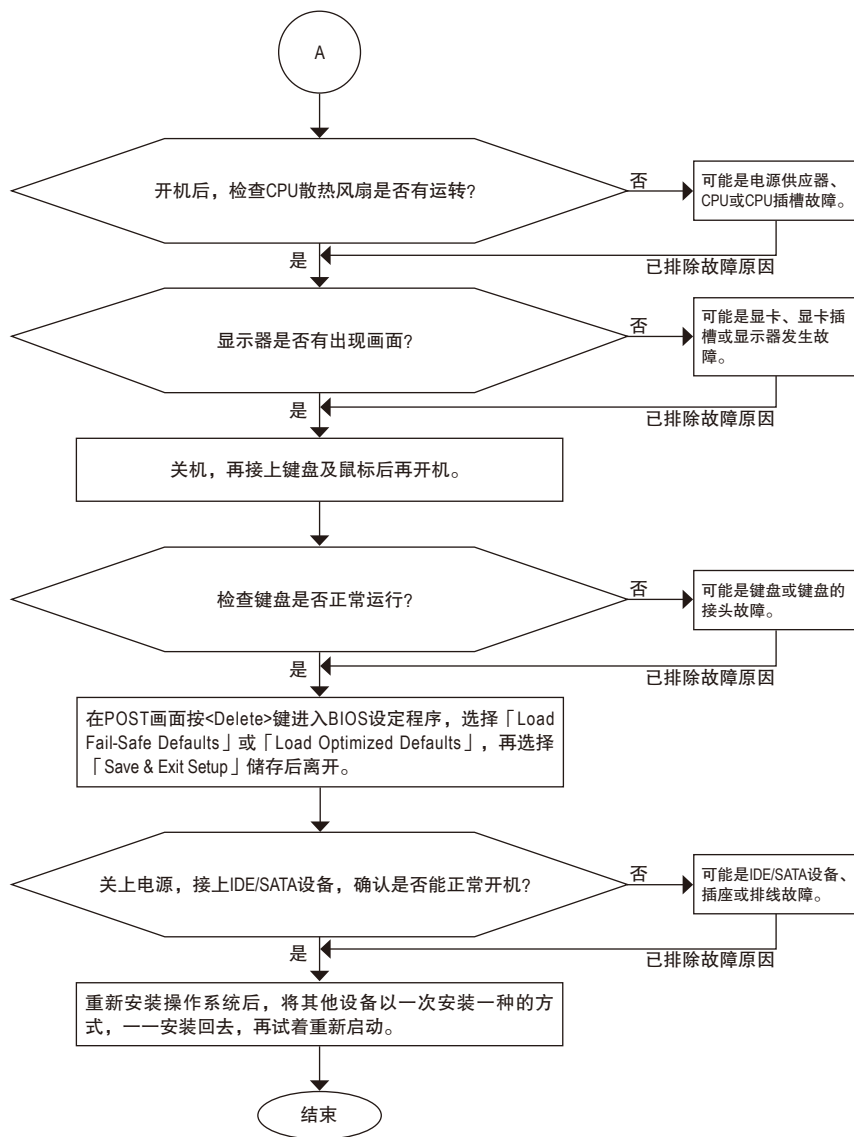 A
开机后，检查CPU散热风扇是否有运转?
否
可能是电源供应器、
CPU或CPU插槽故障。
是
已排除故障原因
显示器是否有出现画面?
否
可能是显卡、显卡插
槽或显示器发生故
障。
是
已排除故障原因
关机，再接上键盘及鼠标后再开机。
检查键盘是否正常运行?
否
可能是键盘或键盘的
接头故障。
是
已排除故障原因
在POST画面按<Delete>键进入BIOS设定程序，选择「Load
Fail-Safe Defaults」或「Load Optimized Defaults」，再选择
「Save & Exit Setup」储存后离开。
关上电源，接上IDE/SATA设备，确认是否能正常开机?
否
可能是IDE/SATA设备、
插座或排线故障。
是
已排除故障原因
重新安装操作系统后，将其他设备以一次安装一种的方
式，一一安装回去，再试着重新启动。
结束